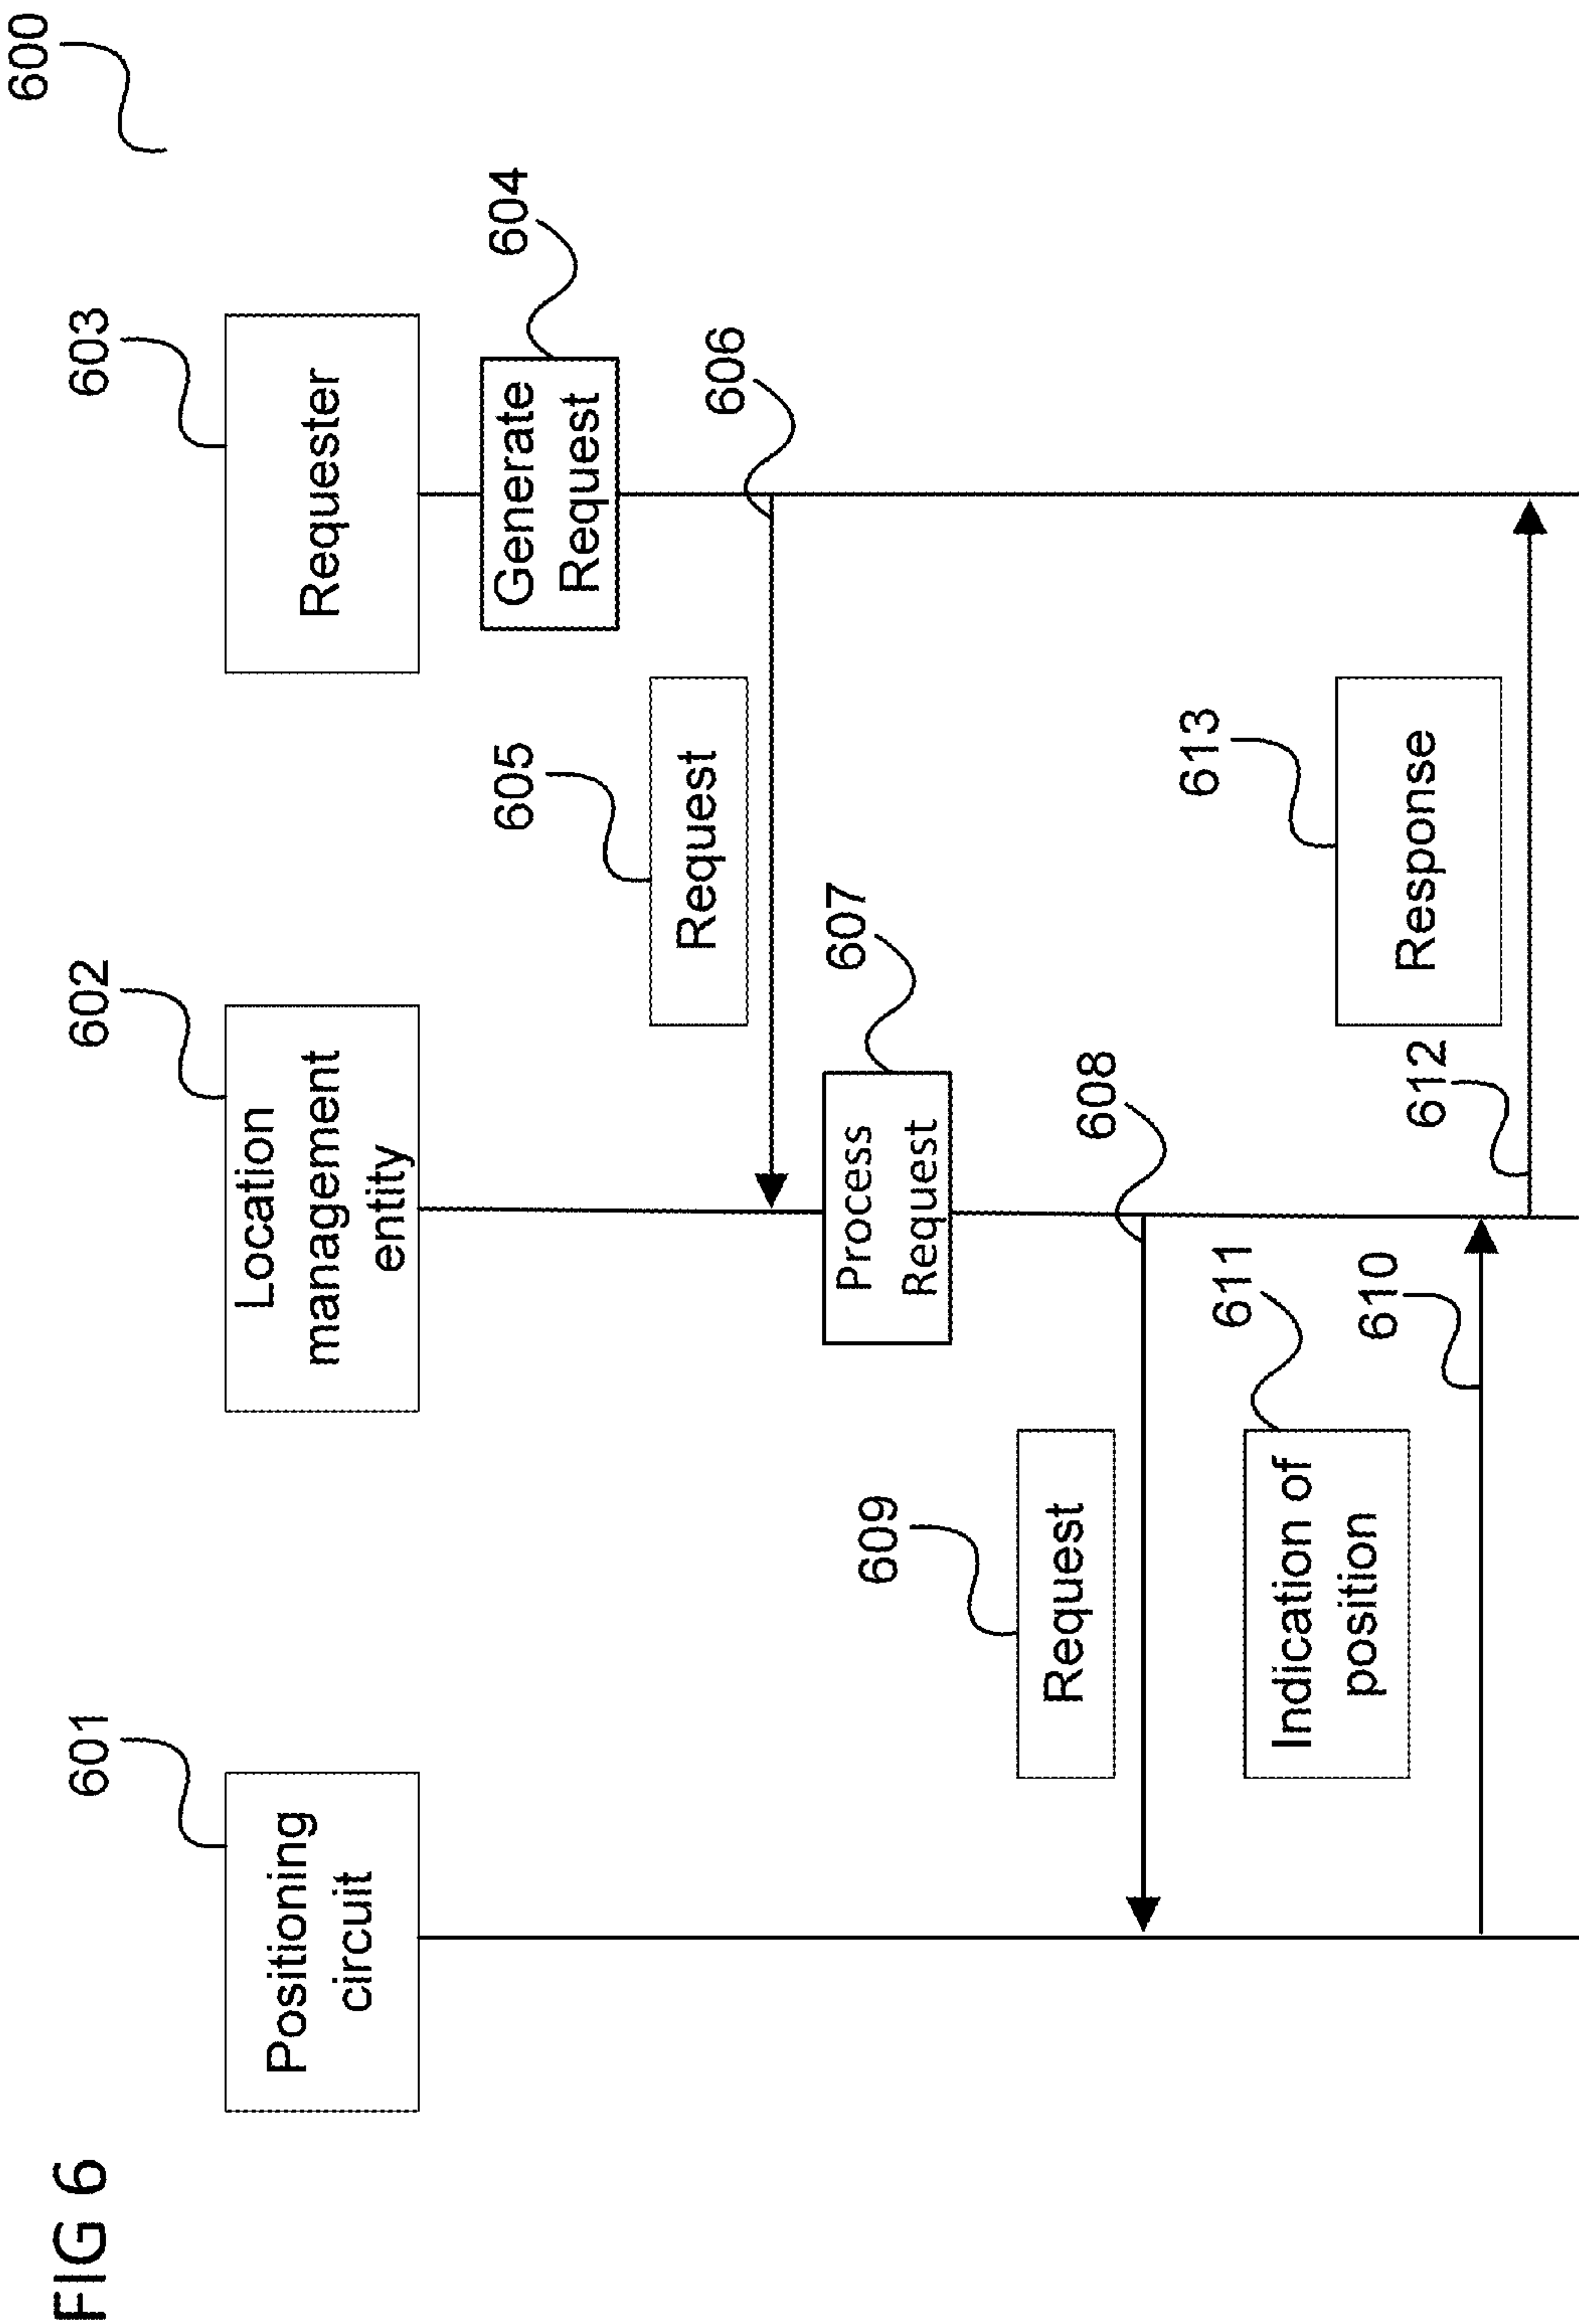 FIG 6
600
601
602
603
Positioning
circuit
Location
management
entity
Requester
604
Generate
Request
605
Request
606
607
Process
Request
608
609
Request
611
Indication of
position
610
613
Response
612